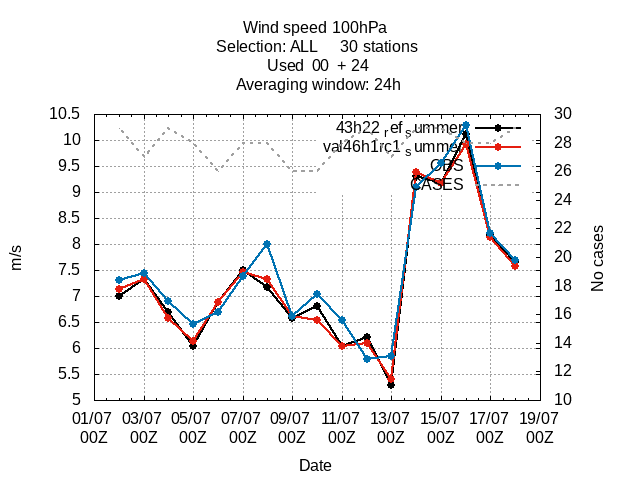 Wind speed 100hPa
Selection: ALL 30 stations
Used 00 + 24
Averaging window: 24h
10.5
10
9.5
9
8.5
8
7.5
7
6.5
6
5.5
5
m/s
30
28
26
24
22
20
18
16
14
12
10
No cases
43h22_ref_summer
val46h1rc1_summer
OBS
CASES
01/07 03/07 05/07 07/07 09/07 11/07 13/07 15/07 17/07 19/07
00Z 00Z 00Z 00Z 00Z 00Z 00Z 00Z 00Z 00Z
Date